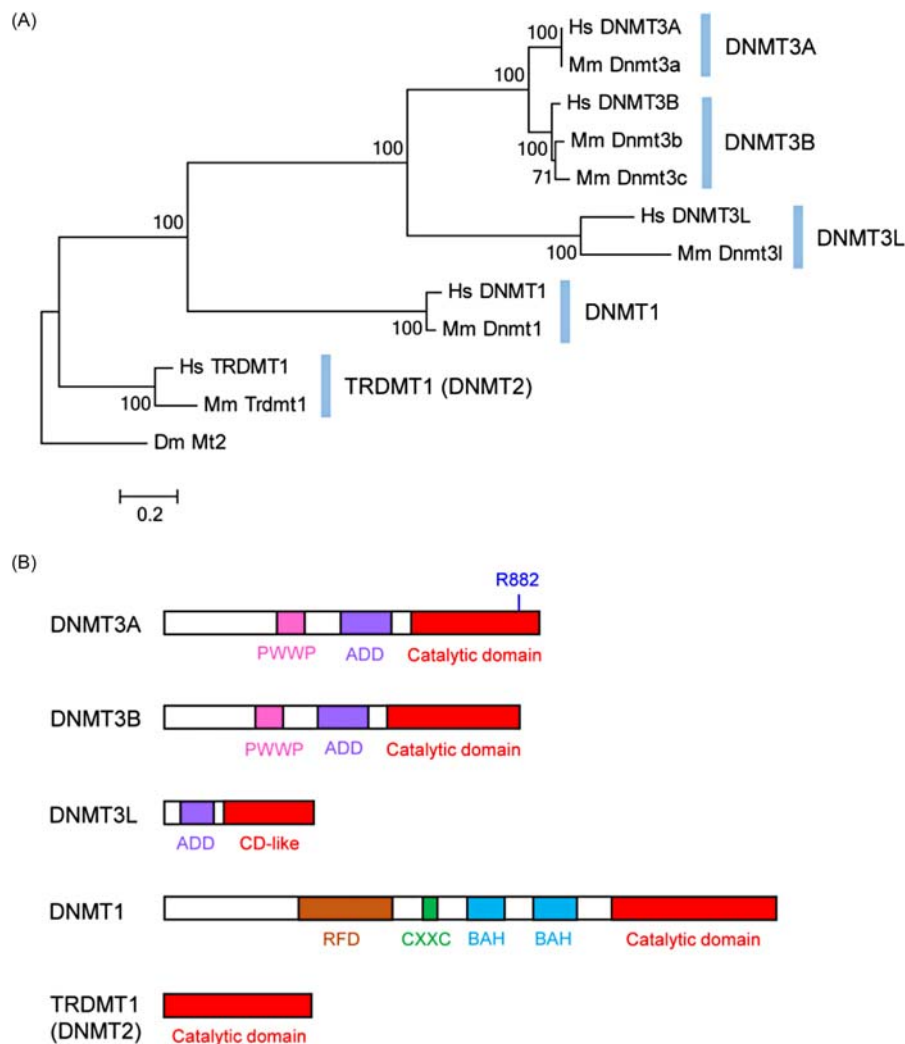 (A)
100
Hs DNMT3A
Mm Dnmt3a
DNMT3A
100
Hs DNMT3B
Mm Dnmt3b
Mm Dnmt3c
100
71
DNMT3B
100
Hs DNMT3L
Mm Dnmt3l
100
DNMT3L
100
Hs DNMT1
Mm Dnmt1
100
DNMT1
Hs TRDMT1
Mm Trdmt1
100
TRDMT1 (DNMT2)
Dm Mt2
0.2
(B)
R882
DNMT3A
PWWP ADD Catalytic domain
DNMT3B
PWWP ADD Catalytic domain
DNMT3L
ADD CD-like
DNMT1
RFD CXXC BAH BAH Catalytic domain
TRDMT1
(DNMT2)
Catalytic domain